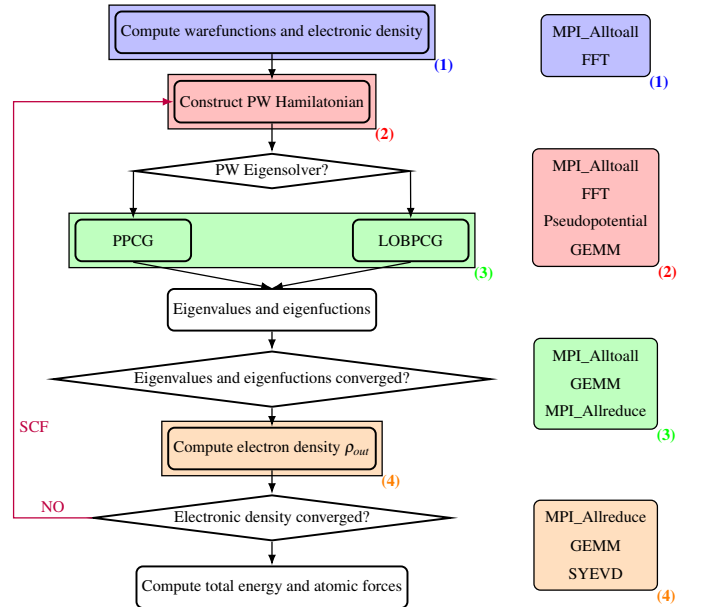 Compute warefunctions and electronic density
(1)
Construct PW Hamilatonian
(2)
PW Eigensolver?
PPCG
LOBPCG
(3)
Eigenvalues and eigenfuctions
Eigenvalues and eigenfuctions converged?
SCF
Compute electron density ρout
(4)
NO
Electronic density converged?
Compute total energy and atomic forces
MPI_Alltoall
FFT
(1)
MPI_Alltoall
FFT
Pseudopotential
GEMM
(2)
MPI_Alltoall
GEMM
MPI_Allreduce
(3)
MPI_Allreduce
GEMM
SYEVD
(4)